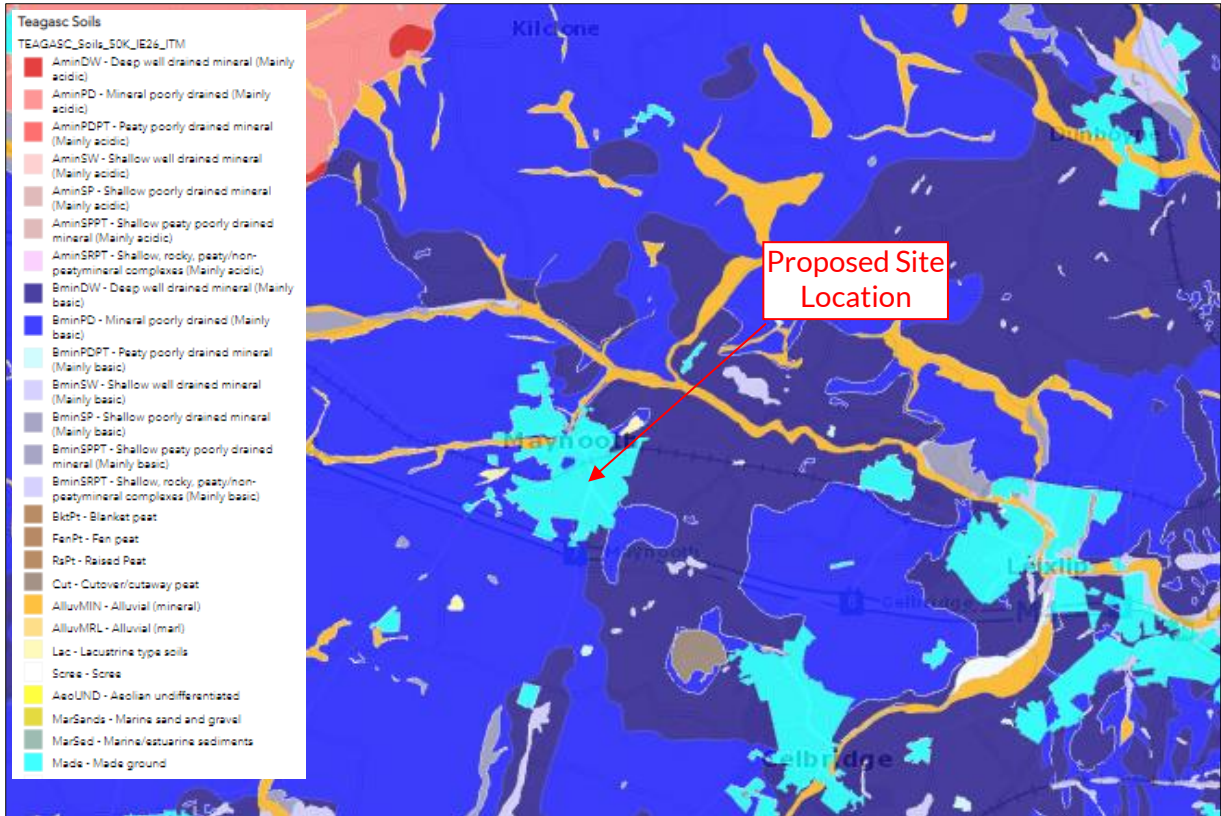 Teagasc Soils
TEAGASC_Soils_50K_IE26_ITM
AminDW - Deep well drained mineral (Mainly
acidic)
AminPD - Mineral poorly drained (Mainly
acidic)
AminPDPT - Peaty poorly drained mineral
(Mainly acidic)
AminSW - Shallow well drained mineral
(Mainly acidic)
AminSP - Shallow poorly drained mineral
(Mainly acidic)
AminSPPT - Shallow peaty poorly drained
mineral (Mainly acidic)
AminSRPT - Shallow, rocky, peaty/non-
peatymineral complexes (Mainly acidic)
BminDW - Deep well drained mineral (Mainly
basic)
BminPD - Mineral poorly drained (Mainly
basic)
BminPDPT - Peaty poorly drained mineral
(Mainly basic)
BminSW - Shallow well drained mineral
(Mainly basic)
BminSP - Shallow poorly drained mineral
(Mainly basic)
BminSPPT - Shallow peaty poorly drained
mineral (Mainly basic)
BminSRPT - Shallow, rocky, peaty/non-
peatymineral complexes (Mainly basic)
BktPt - Blanket peat
FenPt - Fen peat
RsPt - Raised Peat
Cut - Cutover/cutaway peat
AlluvMIN - Alluvial (mineral)
AlluvMRL - Alluvial (marl)
Lac - Lacustrine type soils
Scree - Scree
AeoUND - Aeolian undifferentiated
MarSands - Marine sand and gravel
MarSed - Marine/estuarine sediments
Made - Made ground
Kilclone
Dunboyne
Proposed Site
Location
Maynooth
Maynooth
Leixlip
Celbridge
Celbridge